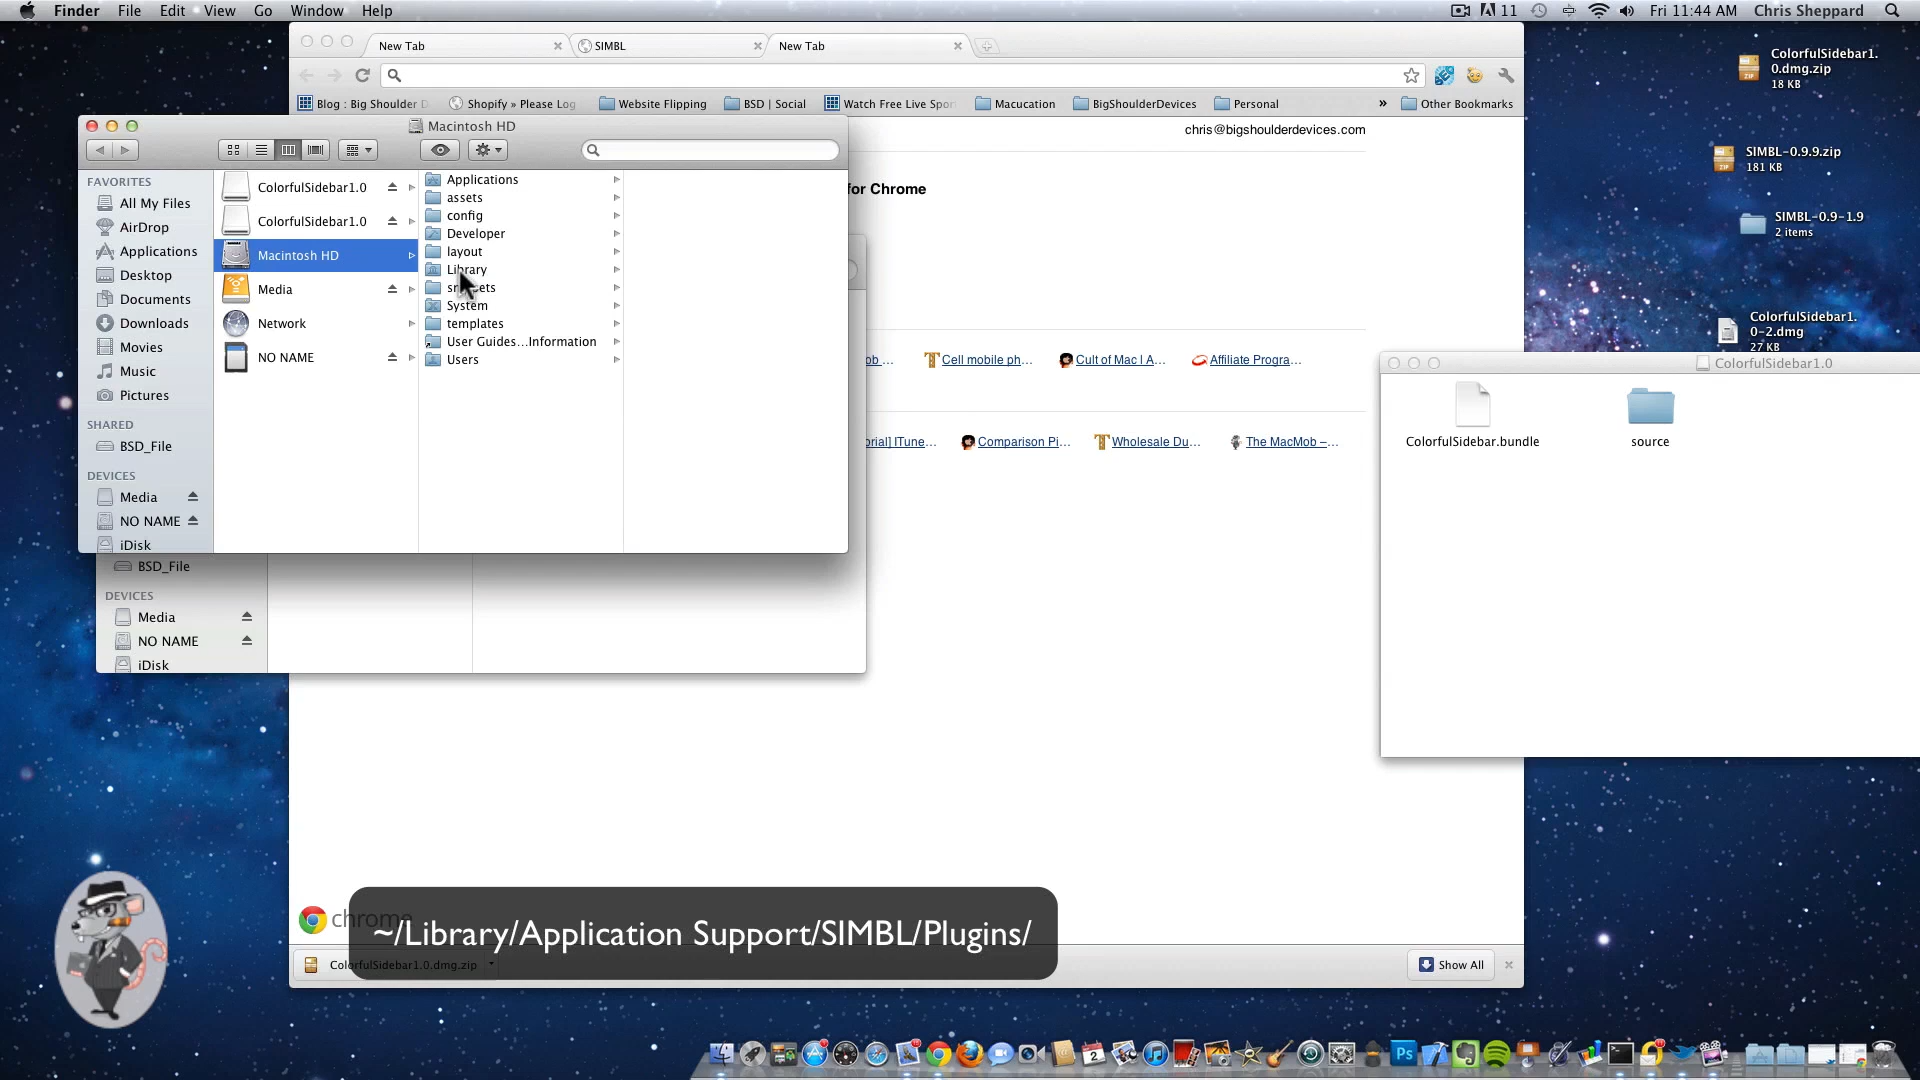 Finder File Edit View Go Window Help
11 Fri 11:44 AM Chris Sheppard
New Tab
SIMBL
New Tab
Blog : Big Shoulder D
Shopify » Please Log
Website Flipping
BSD | Social
Watch Free Live Spor
Macucation
BigShoulderDevices
Personal
»
Other Bookmarks
chris@bigshoulderdevices.com
for Chrome
Macintosh HD
FAVORITES
All My Files
AirDrop
Applications
Desktop
Documents
Downloads
Movies
Music
Pictures
SHARED
BSD_File
DEVICES
Media
NO NAME
iDisk
ColorfulSidebar1.0
ColorfulSidebar1.0
Macintosh HD
Media
Network
NO NAME
Applications
assets
config
Developer
layout
Library
System
templates
User Guides...Information
Users
BSD_File
DEVICES
Media
NO NAME
iDisk
ob ...
Cell mobile ph...
Cult of Mac | A...
Affiliate Progra...
orial] ITune...
Comparison Pi...
Wholesale Du...
The MacMob –...
ColorfulSidebar1.
0.dmg.zip
18 KB
SIMBL-0.9.9.zip
181 KB
SIMBL-0.9-1.9
2 items
ColorfulSidebar1.
0-2.dmg
27 KB
ColorfulSidebar1.0
ColorfulSidebar.bundle
source
chrome
~/Library/Application Support/SIMBL/Plugins/
ColorfulSidebar1.0.dmg.zip
Show All